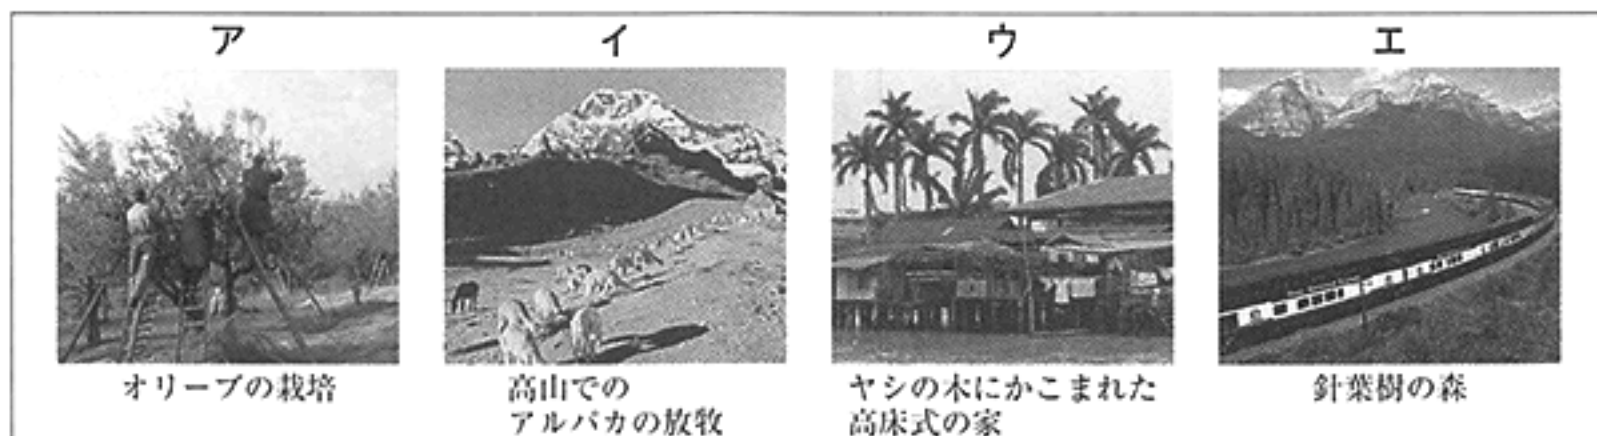 ア
イ
ウ
エ
オリーブの栽培
高山での
アルパカの放牧
ヤシの木にかこまれた
高床式の家
針葉樹の森